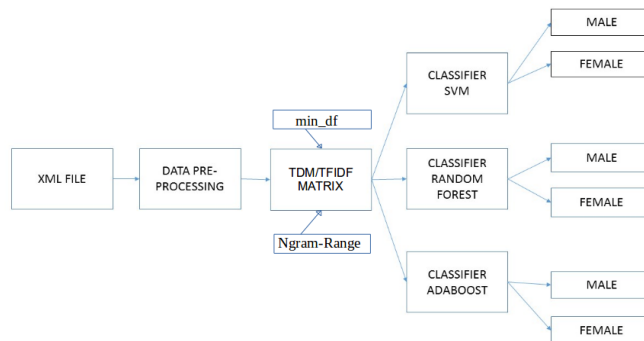 XML FILE
DATA PRE-
PROCESSING
min_df
TDM/TFIDF
MATRIX
Ngram-Range
CLASSIFIER
SVM
MALE
FEMALE
CLASSIFIER
RANDOM
FOREST
MALE
FEMALE
CLASSIFIER
ADABOOST
MALE
FEMALE